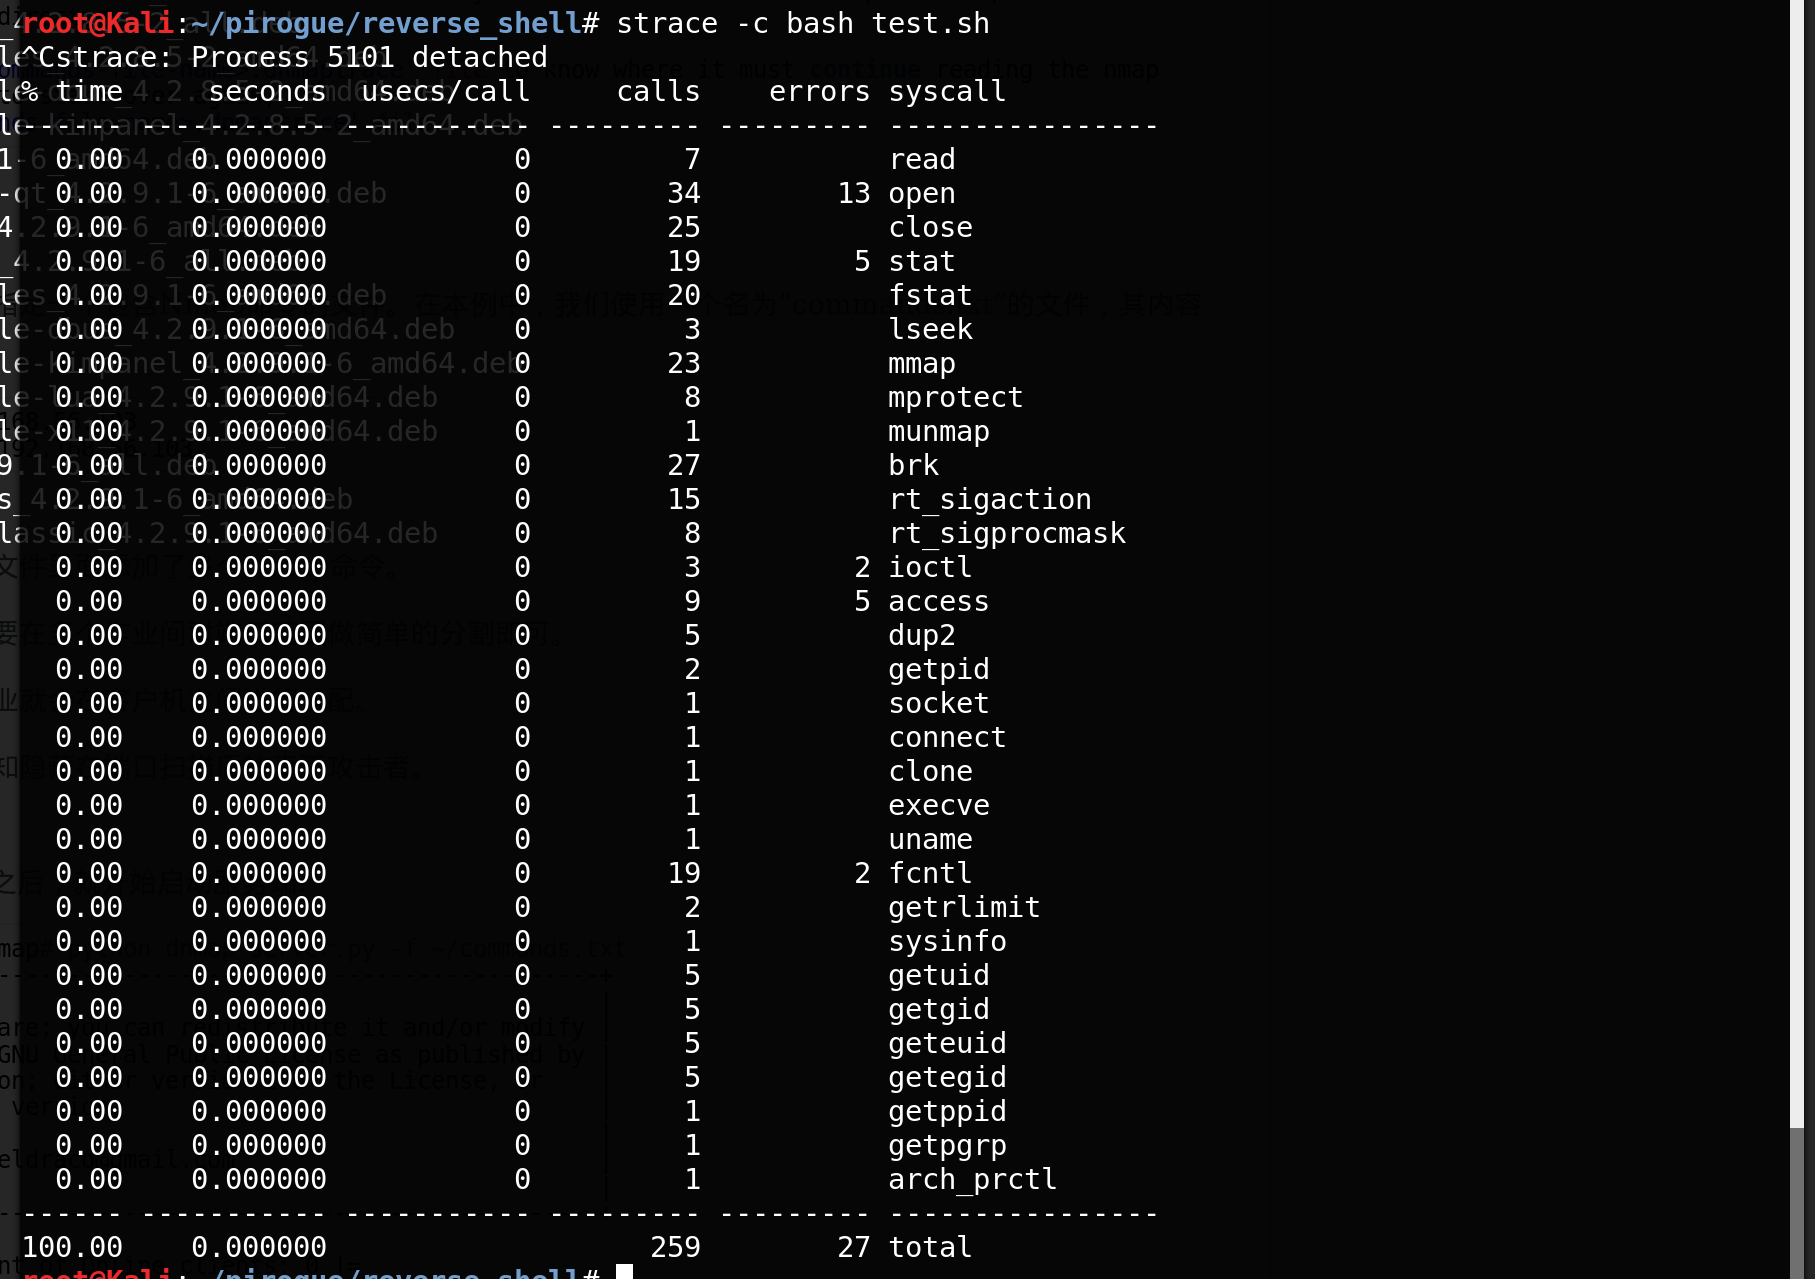 root@Kali:~/pirogue/reverse_shell# strace -c bash test.sh
^Cstrace: Process 5101 detached
% time     seconds  usecs/call     calls    errors syscall
------ ----------- ----------- --------- --------- ----------------
  0.00    0.000000           0         7           read
  0.00    0.000000           0        34        13 open
  0.00    0.000000           0        25           close
  0.00    0.000000           0        19         5 stat
  0.00    0.000000           0        20           fstat
  0.00    0.000000           0         3           lseek
  0.00    0.000000           0        23           mmap
  0.00    0.000000           0         8           mprotect
  0.00    0.000000           0         1           munmap
  0.00    0.000000           0        27           brk
  0.00    0.000000           0        15           rt_sigaction
  0.00    0.000000           0         8           rt_sigprocmask
  0.00    0.000000           0         3         2 ioctl
  0.00    0.000000           0         9         5 access
  0.00    0.000000           0         5           dup2
  0.00    0.000000           0         2           getpid
  0.00    0.000000           0         1           socket
  0.00    0.000000           0         1           connect
  0.00    0.000000           0         1           clone
  0.00    0.000000           0         1           execve
  0.00    0.000000           0         1           uname
  0.00    0.000000           0        19         2 fcntl
  0.00    0.000000           0         2           getrlimit
  0.00    0.000000           0         1           sysinfo
  0.00    0.000000           0         5           getuid
  0.00    0.000000           0         5           getgid
  0.00    0.000000           0         5           geteuid
  0.00    0.000000           0         5           getegid
  0.00    0.000000           0         1           getppid
  0.00    0.000000           0         1           getpgrp
  0.00    0.000000           0         1           arch_prctl
------ ----------- ----------- --------- --------- ----------------
100.00    0.000000                   259        27 total
root@Kali:~/pirogue/reverse_shell#